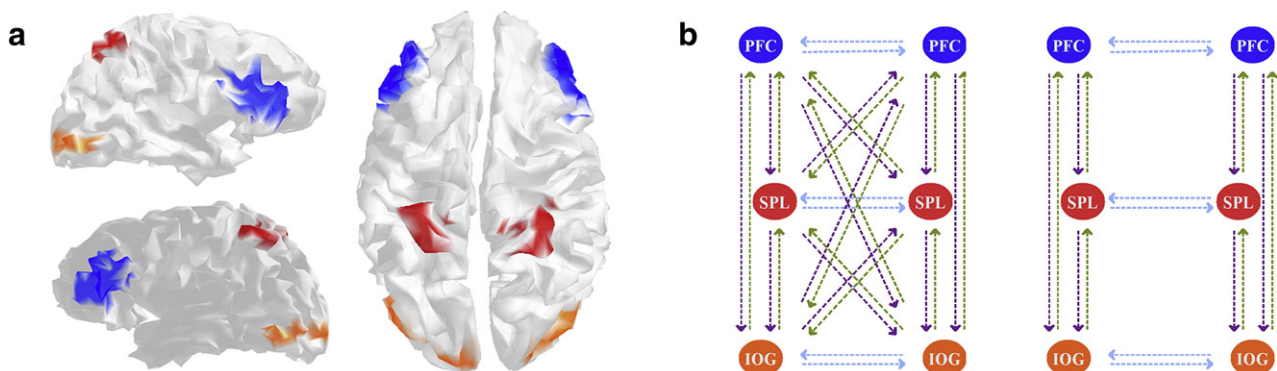 a
b
PFC PFC PFC PFC
SPL SPL SPL SPL
IOG IOG IOG IOG